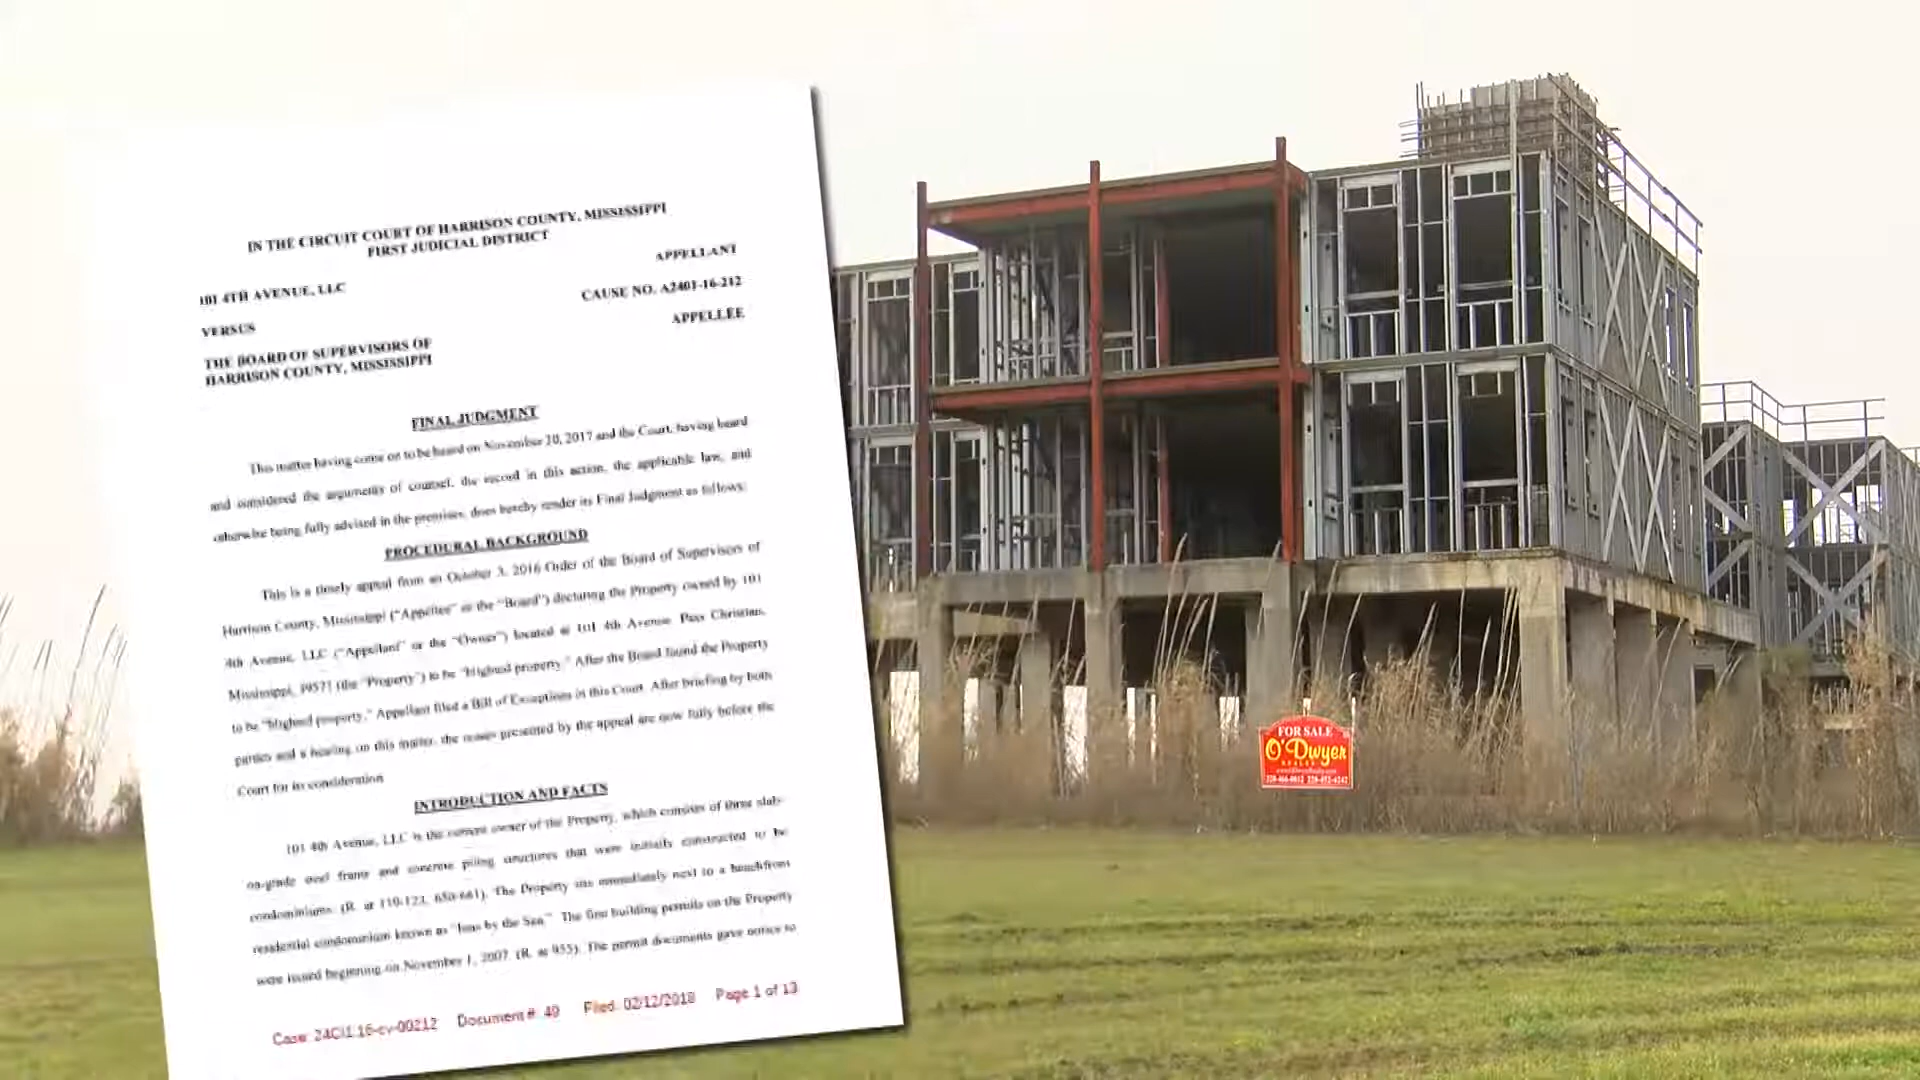 IN THE CIRCUIT COURT OF HARRISON COUNTY, MISSISSIPPI
FIRST JUDICIAL DISTRICT
101 4TH AVENUE, LLC
APPELLANT
VERSUS
CAUSE NO. A2401-16-212
THE BOARD OF SUPERVISORS OF
HARRISON COUNTY, MISSISSIPPI
APPELLEE
FINAL JUDGMENT
This matter having come on to be heard on November 20, 2017 and the Court, having heard
and considered the arguments of counsel, the record in this action, the applicable law, and
otherwise being fully advised in the premises, does hereby render its Final Judgment as follows:
PROCEDURAL BACKGROUND
This is a timely appeal from an October 3, 2016 Order of the Board of Supervisors of
Harrison County, Mississippi ("Appellee" or the "Board") declaring the Property owned by 101
4th Avenue, LLC ("Appellant" or the "Owner") located at 101 4th Avenue, Pass Christian,
Mississippi, 39571 (the "Property") to be "blighted property." After the Board found the Property
to be "blighted property," Appellant filed a Bill of Exceptions in this Court. After briefing by both
parties and a hearing on this matter, the issues presented by the appeal are now fully before the
Court for its consideration.
INTRODUCTION AND FACTS
101 4th Avenue, LLC is the current owner of the Property, which consists of three slab-
on-grade steel frame and concrete piling structures that were initially constructed to be
condominiums. (R. at 110-123, 650-661). The Property sits immediately next to a beachfront
residential condominium known as "Inns by the Sea." The first building permits on the Property
were issued beginning on November 1, 2007. (R. at 955). The permit documents gave notice to
Case: 24CI1:16-cv-00212 Document #: 49 Filed: 02/12/2018 Page 1 of 13
FOR SALE
O'Dwyer
REALTY